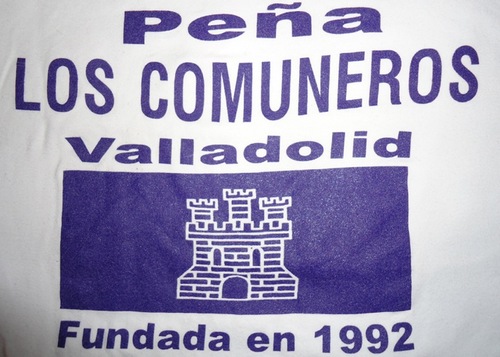 Peña
LOS COMUNEROS
Valladolid
Fundada en 1992